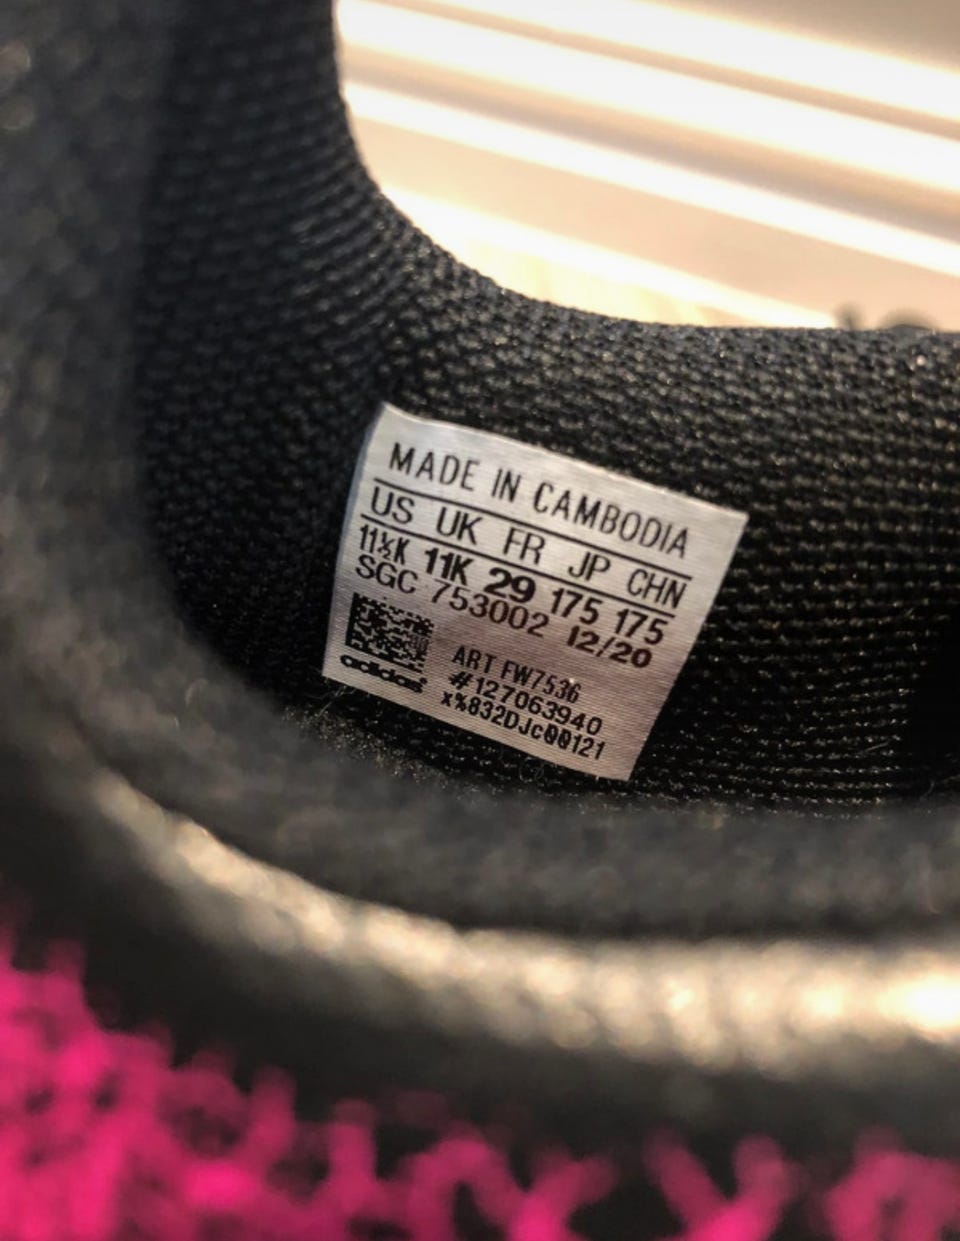 MADE IN CAMBODIA
US UK FR JP CHN
11½K 11K 29 175 175
SGC 753002 12/20
ART FW7536
#127063940
x%832DJc00121
adidas